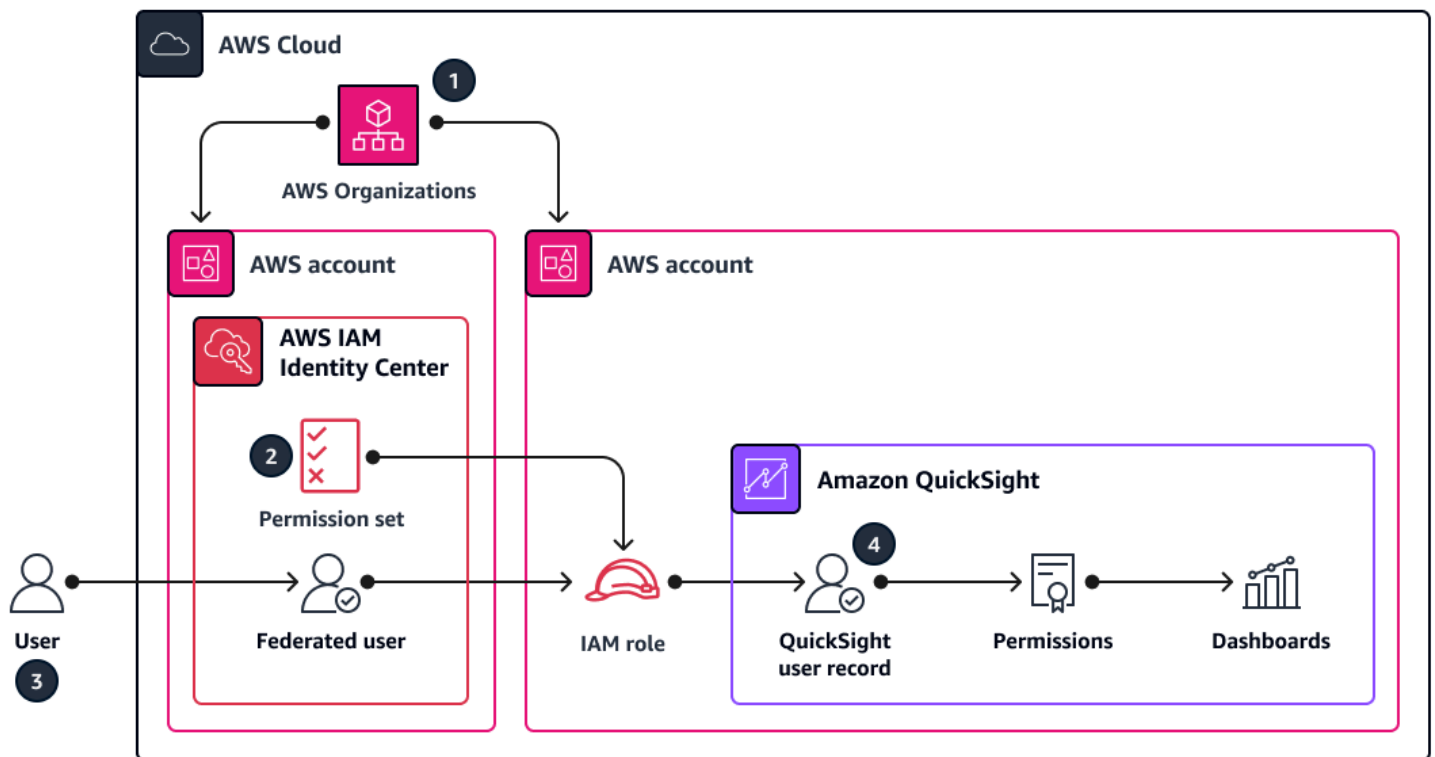 AWS Cloud
1
AWS Organizations
AWS account
AWS account
AWS IAM
Identity Center
2
Permission set
Amazon QuickSight
4
User
Federated user
IAM role
QuickSight
user record
Permissions
Dashboards
3